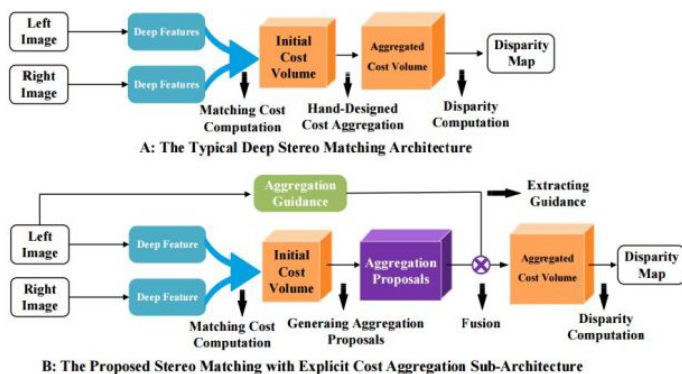 Left
Image
Deep Features
Right
Image
Deep Features
Initial
Cost
Volume
Aggregated
Cost Volume
Disparity
Map
Matching Cost
Computation
Hand-Designed
Cost Aggregation
Disparity
Computation
A: The Typical Deep Stereo Matching Architecture
Aggregation
Guidance
Extracting
Guidance
Left
Image
Deep Feature
Right
Image
Deep Feature
Initial
Cost
Volume
Aggregation
Proposals
Aggregated
Cost Volume
Disparity
Map
Matching Cost
Computation
Generaing Aggregation
Proposals
Fusion
Disparity
Computation
B: The Proposed Stereo Matching with Explicit Cost Aggregation Sub-Architecture